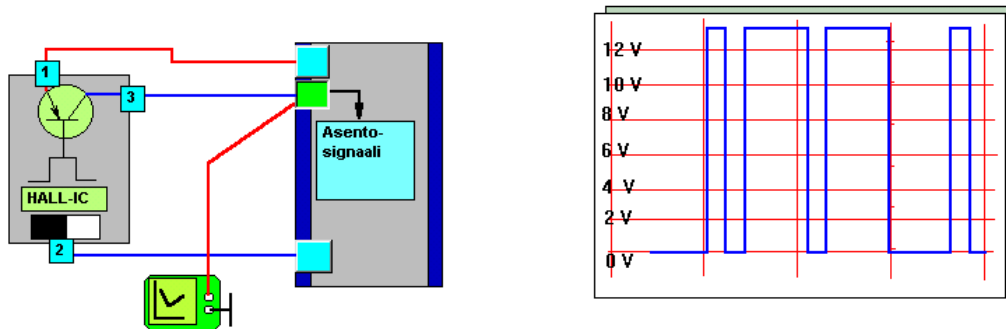 1
3
Asento-
signaali
HALL-IC
2
12 V
10 V
8 V
6 V
4 V
2 V
0 V